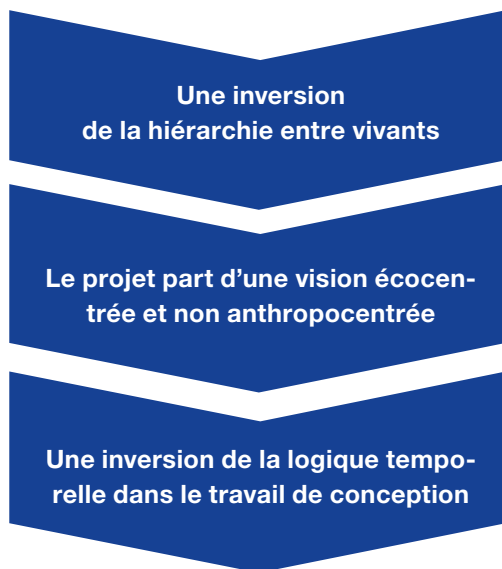 Une inversion
de la hiérarchie entre vivants
Le projet part d’une vision écocen-
trée et non anthropocentrée
Une inversion de la logique tempo-
relle dans le travail de conception